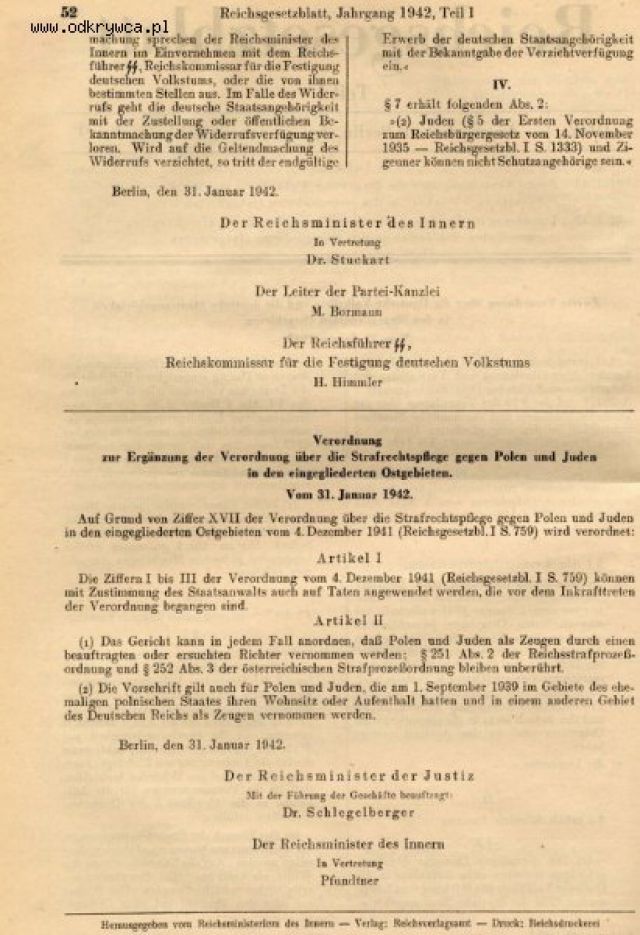 52
Reichsgesetzblatt, Jahrgang 1942, Teil I
www.odkrywca.pl
machung sprechen der Reichsminister des
Innern im Einvernehmen mit dem Reichs-
führer ᛋᛋ, Reichskommissar für die Festigung
deutschen Volkstums, oder die von ihnen
bestimmten Stellen aus. Im Falle des Wider-
rufs geht die deutsche Staatsangehörigkeit
mit der Zustellung oder öffentlichen Be-
kanntmachung der Widerrufsverfügung ver-
loren. Wird auf die Geltendmachung des
Widerrufs verzichtet, so tritt der endgültige
Erwerb der deutschen Staatsangehörigkeit
mit der Bekanntgabe der Verzichtverfügung
ein.«
IV.
§ 7 erhält folgenden Abs. 2:
»(2) Juden (§ 5 der Ersten Verordnung
zum Reichsbürgergesetz vom 14. November
1935 — Reichsgesetzbl. I S. 1333) und Zi-
geuner können nicht Schutzangehörige sein.«
Berlin, den 31. Januar 1942.
Der Reichsminister des Innern
In Vertretung
Dr. Stuckart
Der Leiter der Partei-Kanzlei
M. Bormann
Der Reichsführer ᛋᛋ,
Reichskommissar für die Festigung deutschen Volkstums
H. Himmler
Verordnung
zur Ergänzung der Verordnung über die Strafrechtspflege gegen Polen und Juden
in den eingegliederten Ostgebieten.
Vom 31. Januar 1942.
Auf Grund von Ziffer XVII der Verordnung über die Strafrechtspflege gegen Polen und Juden
in den eingegliederten Ostgebieten vom 4. Dezember 1941 (Reichsgesetzbl. I S. 759) wird verordnet:
Artikel I
Die Ziffern I bis III der Verordnung vom 4. Dezember 1941 (Reichsgesetzbl. I S. 759) können
mit Zustimmung des Staatsanwalts auch auf Taten angewendet werden, die vor dem Inkrafttreten
der Verordnung begangen sind.
Artikel II
(1) Das Gericht kann in jedem Fall anordnen, daß Polen und Juden als Zeugen durch einen
beauftragten oder ersuchten Richter vernommen werden; § 251 Abs. 2 der Reichsstrafprozeß-
ordnung und § 252 Abs. 3 der österreichischen Strafprozeßordnung bleiben unberührt.
(2) Die Vorschrift gilt auch für Polen und Juden, die am 1. September 1939 im Gebiete des ehe-
maligen polnischen Staates ihren Wohnsitz oder Aufenthalt hatten und in einem anderen Gebiet
des Deutschen Reichs als Zeugen vernommen werden.
Berlin, den 31. Januar 1942.
Der Reichsminister der Justiz
Mit der Führung der Geschäfte beauftragt:
Dr. Schlegelberger
Der Reichsminister des Innern
In Vertretung
Pfundtner
Herausgegeben vom Reichsministerium des Innern — Verlag: Reichsverlagsamt — Druck: Reichsdruckerei